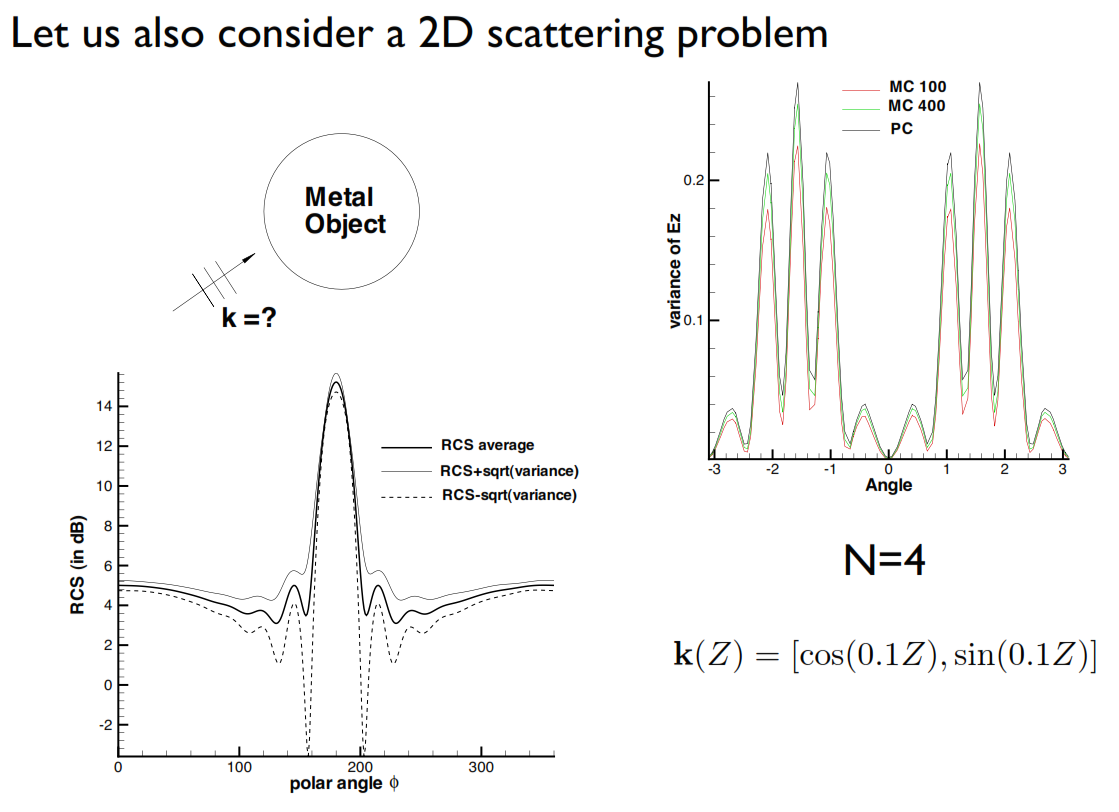 Let us also consider a 2D scattering problem
Metal
Object
k =?
MC 100
MC 400
PC
variance of Ez
0.2
0.1
-3 -2 -1 0 1 2 3
Angle
RCS average
RCS+sqrt(variance)
RCS-sqrt(variance)
RCS (in dB)
14
12
10
8
6
4
2
0
-2
0 100 200 300
polar angle ϕ
N=4
k(Z) = [cos(0.1Z), sin(0.1Z)]